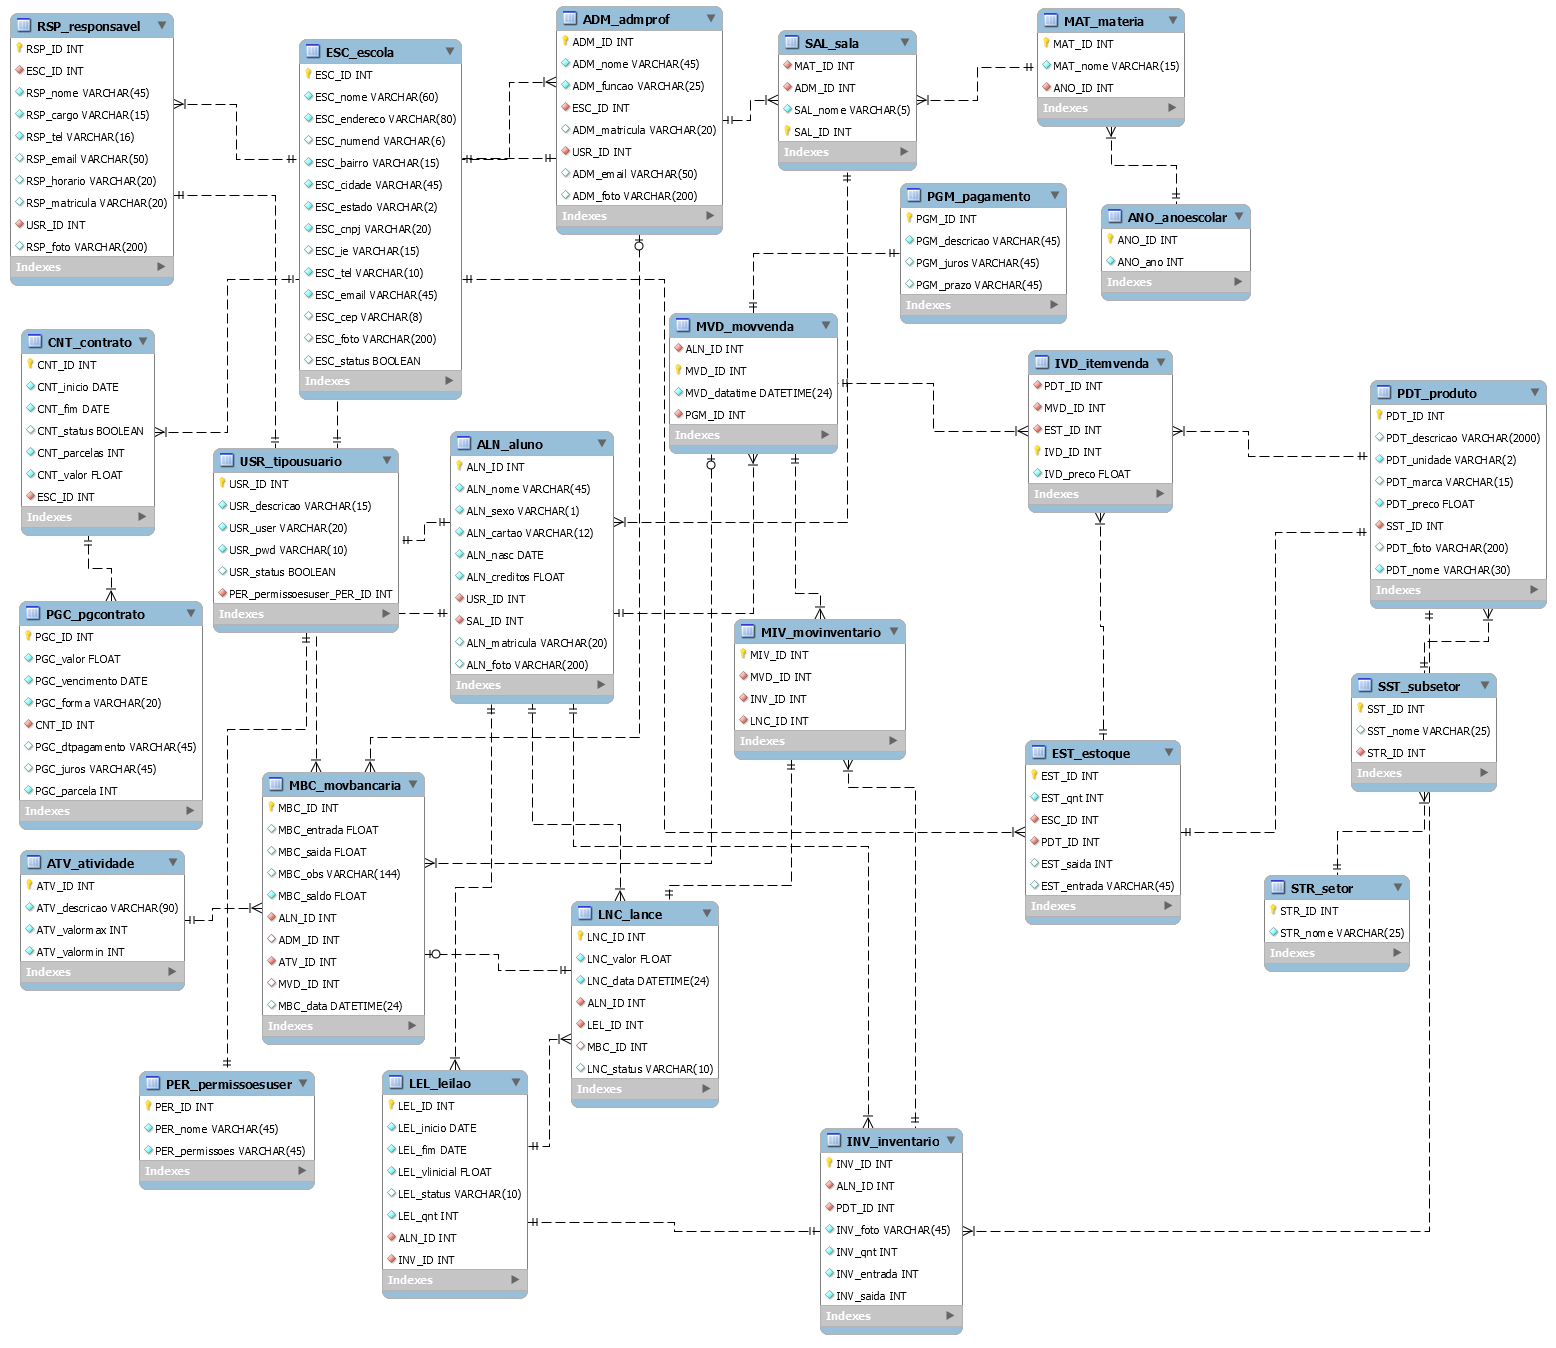 RSP_responsavel
RSP_ID INT
ESC_ID INT
RSP_nome VARCHAR(45)
RSP_cargo VARCHAR(15)
RSP_tel VARCHAR(16)
RSP_email VARCHAR(50)
RSP_horario VARCHAR(20)
RSP_matricula VARCHAR(20)
USR_ID INT
RSP_foto VARCHAR(200)
Indexes
ESC_escola
ESC_ID INT
ESC_nome VARCHAR(60)
ESC_endereco VARCHAR(80)
ESC_numend VARCHAR(6)
ESC_bairro VARCHAR(15)
ESC_cidade VARCHAR(45)
ESC_estado VARCHAR(2)
ESC_cnpj VARCHAR(20)
ESC_ie VARCHAR(15)
ESC_tel VARCHAR(10)
ESC_email VARCHAR(45)
ESC_cep VARCHAR(8)
ESC_foto VARCHAR(200)
ESC_status BOOLEAN
Indexes
ADM_admprof
ADM_ID INT
ADM_nome VARCHAR(45)
ADM_funcao VARCHAR(25)
ESC_ID INT
ADM_matricula VARCHAR(20)
USR_ID INT
ADM_email VARCHAR(50)
ADM_foto VARCHAR(200)
Indexes
SAL_sala
MAT_ID INT
ADM_ID INT
SAL_nome VARCHAR(5)
SAL_ID INT
Indexes
MAT_materia
MAT_ID INT
MAT_nome VARCHAR(15)
ANO_ID INT
Indexes
PGM_pagamento
PGM_ID INT
PGM_descricao VARCHAR(45)
PGM_juros VARCHAR(45)
PGM_prazo VARCHAR(45)
Indexes
ANO_anoescolar
ANO_ID INT
ANO_ano INT
Indexes
CNT_contrato
CNT_ID INT
CNT_inicio DATE
CNT_fim DATE
CNT_status BOOLEAN
CNT_parcelas INT
CNT_valor FLOAT
ESC_ID INT
Indexes
USR_tipousuario
USR_ID INT
USR_descricao VARCHAR(15)
USR_user VARCHAR(20)
USR_pwd VARCHAR(10)
USR_status BOOLEAN
PER_permissoesuser_PER_ID INT
Indexes
ALN_aluno
ALN_ID INT
ALN_nome VARCHAR(45)
ALN_sexo VARCHAR(1)
ALN_cartao VARCHAR(12)
ALN_nasc DATE
ALN_creditos FLOAT
USR_ID INT
SAL_ID INT
ALN_matricula VARCHAR(20)
ALN_foto VARCHAR(200)
Indexes
MVD_movvenda
ALN_ID INT
MVD_ID INT
MVD_datatime DATETIME(24)
PGM_ID INT
Indexes
IVD_itemvenda
PDT_ID INT
MVD_ID INT
EST_ID INT
IVD_ID INT
IVD_preco FLOAT
Indexes
PDT_produto
PDT_ID INT
PDT_descricao VARCHAR(2000)
PDT_unidade VARCHAR(2)
PDT_marca VARCHAR(15)
PDT_preco FLOAT
SST_ID INT
PDT_foto VARCHAR(200)
PDT_nome VARCHAR(30)
Indexes
PGC_pgcontrato
PGC_ID INT
PGC_valor FLOAT
PGC_vencimento DATE
PGC_forma VARCHAR(20)
CNT_ID INT
PGC_dtpagamento VARCHAR(45)
PGC_juros VARCHAR(45)
PGC_parcela INT
Indexes
MIV_movinventario
MIV_ID INT
MVD_ID INT
INV_ID INT
LNC_ID INT
Indexes
SST_subsetor
SST_ID INT
SST_nome VARCHAR(25)
STR_ID INT
Indexes
MBC_movbancaria
MBC_ID INT
MBC_entrada FLOAT
MBC_saida FLOAT
MBC_obs VARCHAR(144)
MBC_saldo FLOAT
ALN_ID INT
ADM_ID INT
ATV_ID INT
MVD_ID INT
MBC_data DATETIME(24)
Indexes
EST_estoque
EST_ID INT
EST_qnt INT
ESC_ID INT
PDT_ID INT
EST_saida INT
EST_entrada VARCHAR(45)
Indexes
ATV_atividade
ATV_ID INT
ATV_descricao VARCHAR(90)
ATV_valormax INT
ATV_valormin INT
Indexes
STR_setor
STR_ID INT
STR_nome VARCHAR(25)
Indexes
LNC_lance
LNC_ID INT
LNC_valor FLOAT
LNC_data DATETIME(24)
ALN_ID INT
LEL_ID INT
MBC_ID INT
LNC_status VARCHAR(10)
Indexes
PER_permissoesuser
PER_ID INT
PER_nome VARCHAR(45)
PER_permissoes VARCHAR(45)
Indexes
LEL_leilao
LEL_ID INT
LEL_inicio DATE
LEL_fim DATE
LEL_vlinicial FLOAT
LEL_status VARCHAR(10)
LEL_qnt INT
ALN_ID INT
INV_ID INT
Indexes
INV_inventario
INV_ID INT
ALN_ID INT
PDT_ID INT
INV_foto VARCHAR(45)
INV_qnt INT
INV_entrada INT
INV_saida INT
Indexes